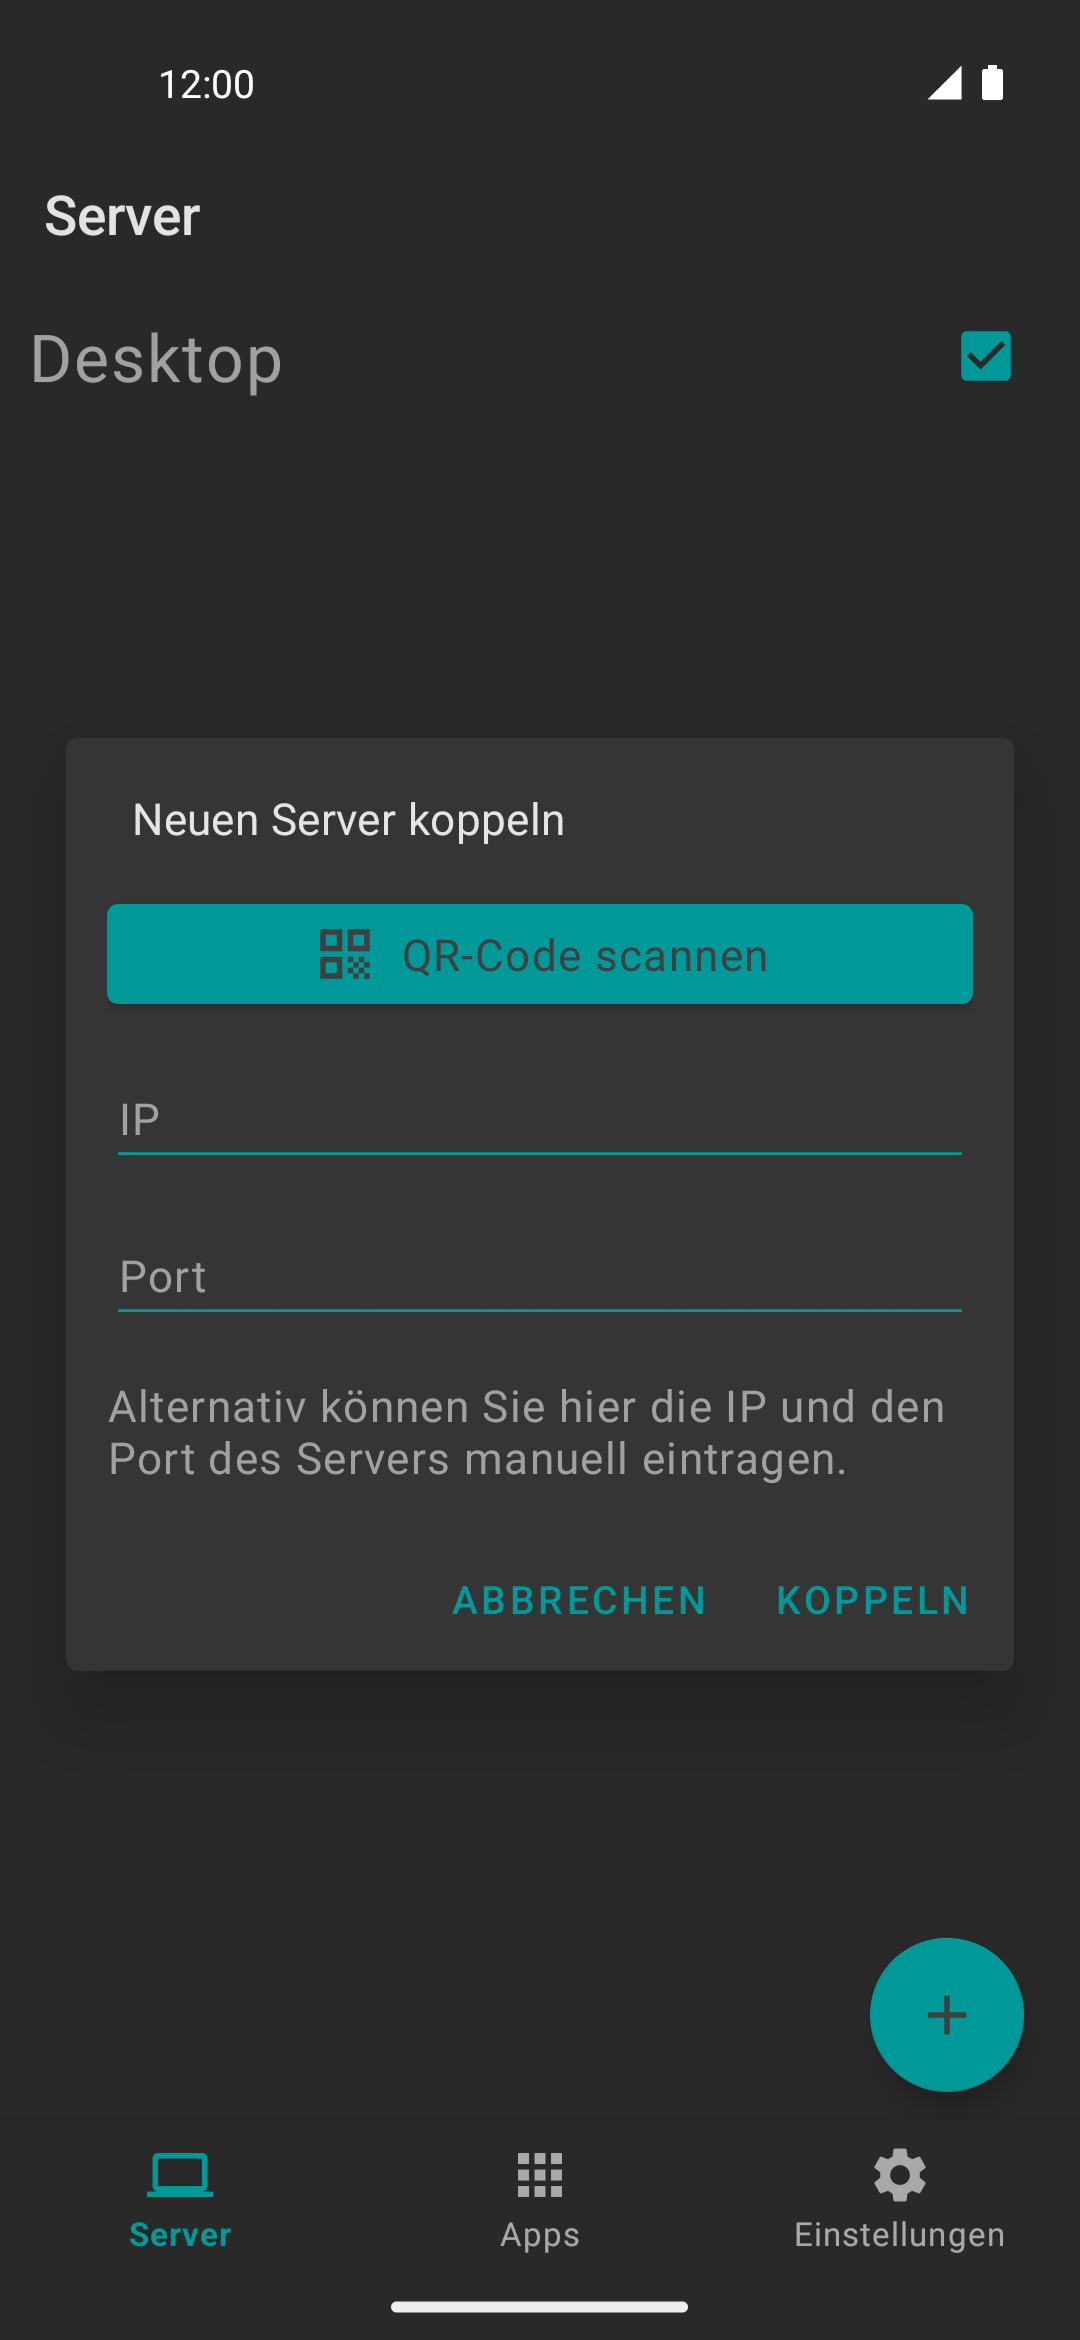 12:00
Server
Desktop
Neuen Server koppeln
QR-Code scannen
IP
Port
Alternativ können Sie hier die IP und den
Port des Servers manuell eintragen.
ABBRECHEN KOPPELN
Server Apps Einstellungen